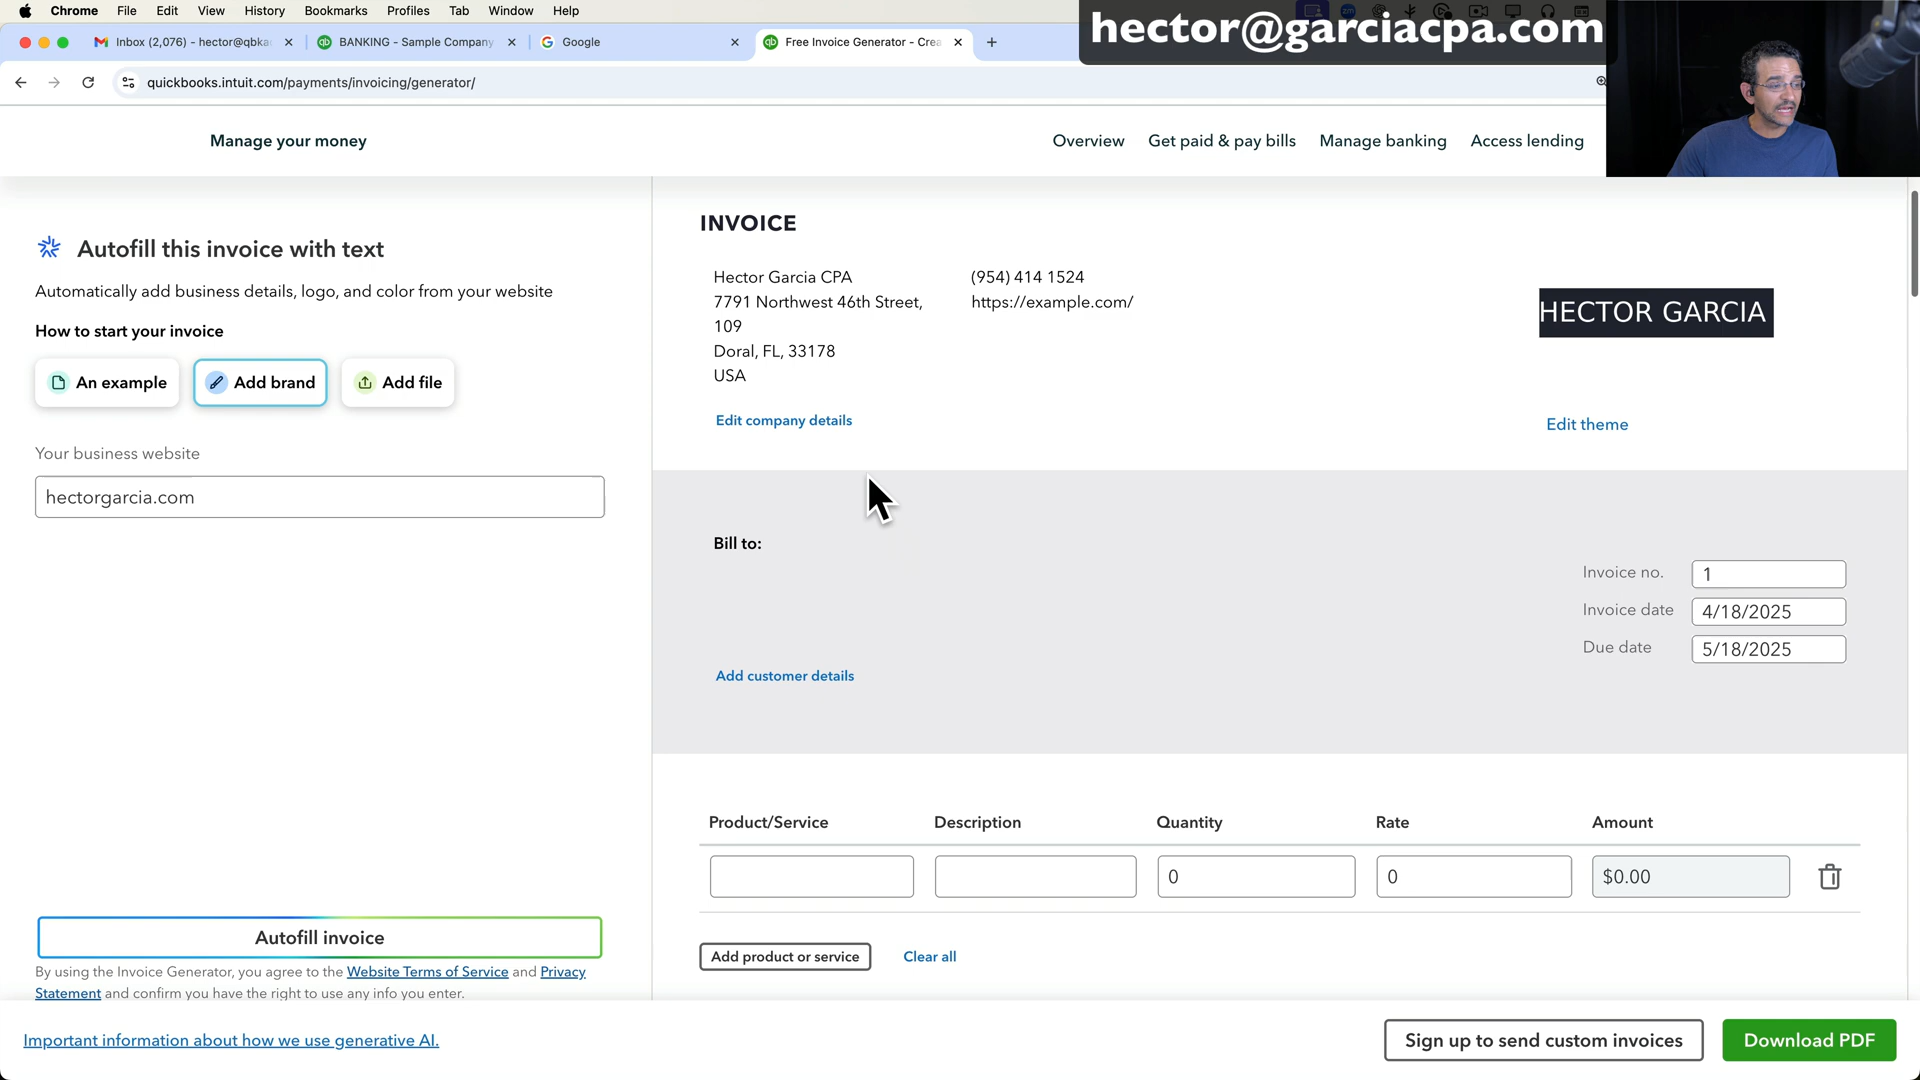 Chrome File Edit View History Bookmarks Profiles Tab Window Help
hector@garciacpa.com
Inbox (2,076) - hector@qbka
BANKING - Sample Company
Google
Free Invoice Generator - Crea
quickbooks.intuit.com/payments/invoicing/generator/
Manage your money
Overview
Get paid & pay bills
Manage banking
Access lending
Autofill this invoice with text
Automatically add business details, logo, and color from your website
How to start your invoice
An example
Add brand
Add file
Your business website
hectorgarcia.com
Autofill invoice
By using the Invoice Generator, you agree to the Website Terms of Service and Privacy
Statement and confirm you have the right to use any info you enter.
INVOICE
Hector Garcia CPA
7791 Northwest 46th Street,
109
Doral, FL, 33178
USA
(954) 414 1524
https://example.com/
HECTOR GARCIA
Edit company details
Edit theme
Bill to:
Invoice no. 1
Invoice date 4/18/2025
Due date 5/18/2025
Add customer details
Product/Service Description Quantity Rate Amount
0 0 $0.00
Add product or service
Clear all
Important information about how we use generative AI.
Sign up to send custom invoices
Download PDF